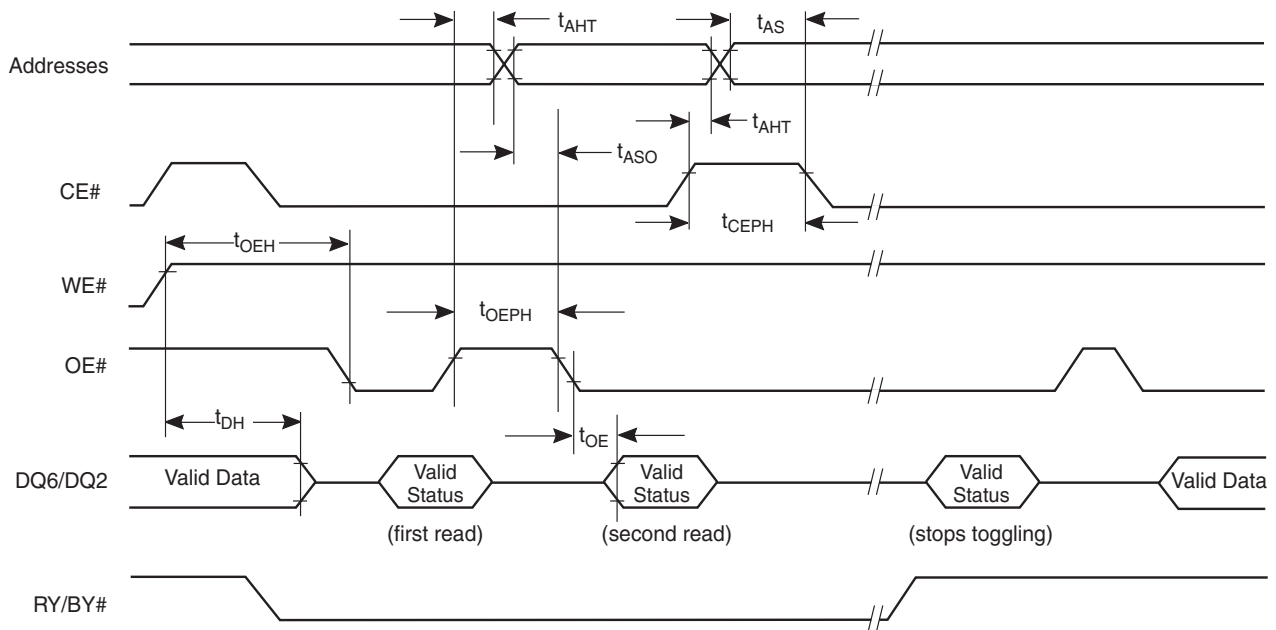 tAHT
tAS
Addresses
tAHT
tASO
CE#
tCEPH
tOEH
WE#
tOEPH
OE#
tDH
tOE
DQ6/DQ2
Valid Data
Valid
Status
Valid
Status
Valid
Status
Valid Data
(first read)
(second read)
(stops toggling)
RY/BY#